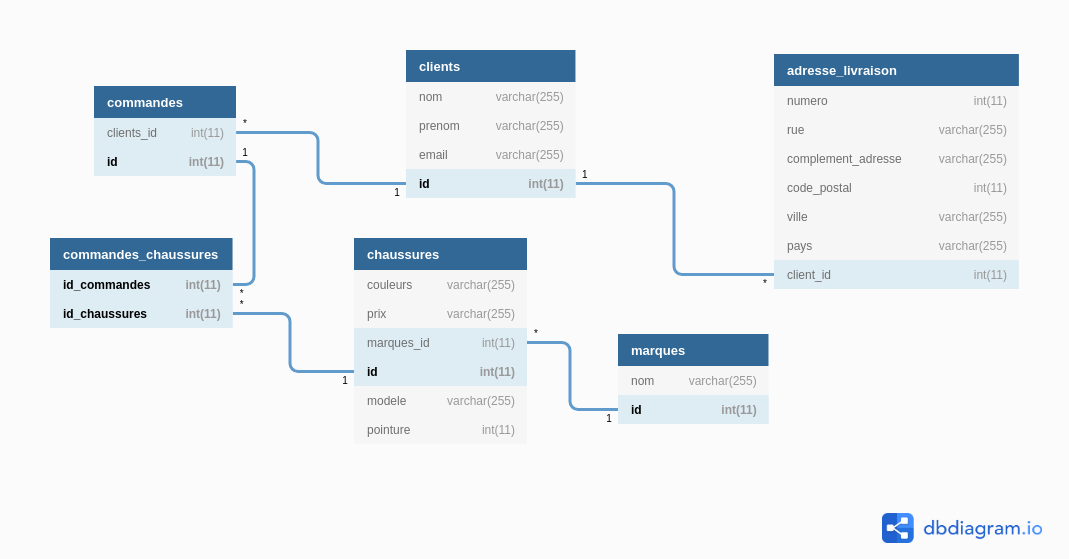 commandes
clients_id int(11)
id int(11)
*
1
clients
nom varchar(255)
prenom varchar(255)
email varchar(255)
id int(11)
1
1
adresse_livraison
numero int(11)
rue varchar(255)
complement_adresse varchar(255)
code_postal int(11)
ville varchar(255)
pays varchar(255)
client_id int(11)
*
commandes_chaussures
id_commandes int(11)
id_chaussures int(11)
*
*
chaussures
couleurs varchar(255)
prix varchar(255)
marques_id int(11)
id int(11)
modele varchar(255)
pointure int(11)
1
*
marques
nom varchar(255)
id int(11)
1
dbdiagram.io